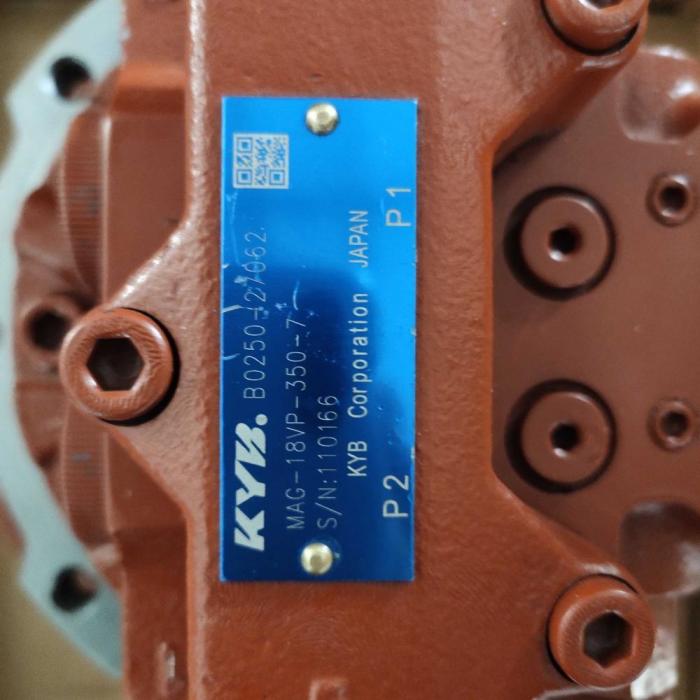 KYB. B0250-27062
MAG-18VP-350-7
S/N:110166
KYB Corporation JAPAN
P2 P1